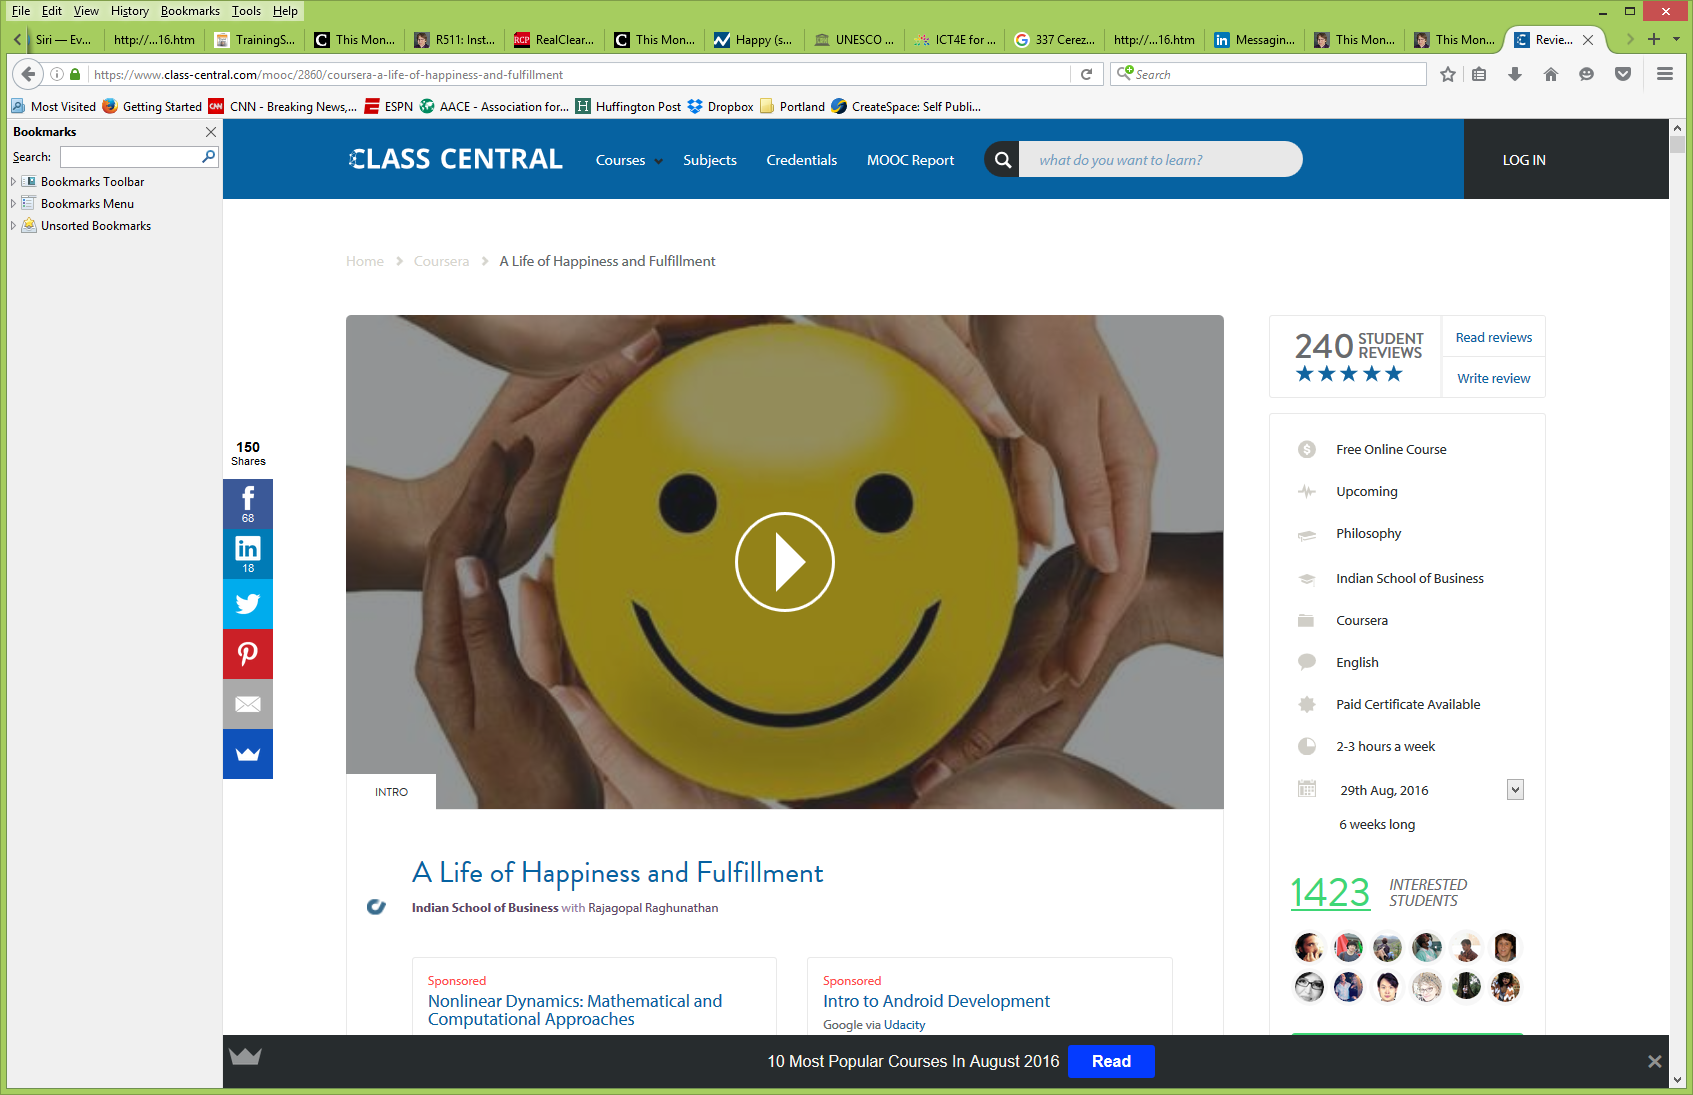 File Edit View History Bookmarks Tools Help
Siri — Ev... http://...16.htm TrainingS... This Mon... R511: Inst... RealClear... This Mon... Happy (s... UNESCO ... ICT4E for ... 337 Cerez... http://...16.htm Messagin... This Mon... This Mon... Revie...
https://www.class-central.com/mooc/2860/coursera-a-life-of-happiness-and-fulfillment
Search
Most Visited Getting Started CNN - Breaking News,... ESPN AACE - Association for... Huffington Post Dropbox Portland CreateSpace: Self Publi...
Bookmarks
Search:
Bookmarks Toolbar
Bookmarks Menu
Unsorted Bookmarks
CLASS CENTRAL
Courses Subjects Credentials MOOC Report
what do you want to learn?
LOG IN
Home Coursera A Life of Happiness and Fulfillment
150
Shares
68
18
INTRO
A Life of Happiness and Fulfillment
Indian School of Business with Rajagopal Raghunathan
Sponsored
Nonlinear Dynamics: Mathematical and
Computational Approaches
Sponsored
Intro to Android Development
Google via Udacity
240 STUDENT
REVIEWS
Read reviews
Write review
Free Online Course
Upcoming
Philosophy
Indian School of Business
Coursera
English
Paid Certificate Available
2-3 hours a week
29th Aug, 2016
6 weeks long
1423 INTERESTED
STUDENTS
10 Most Popular Courses In August 2016 Read